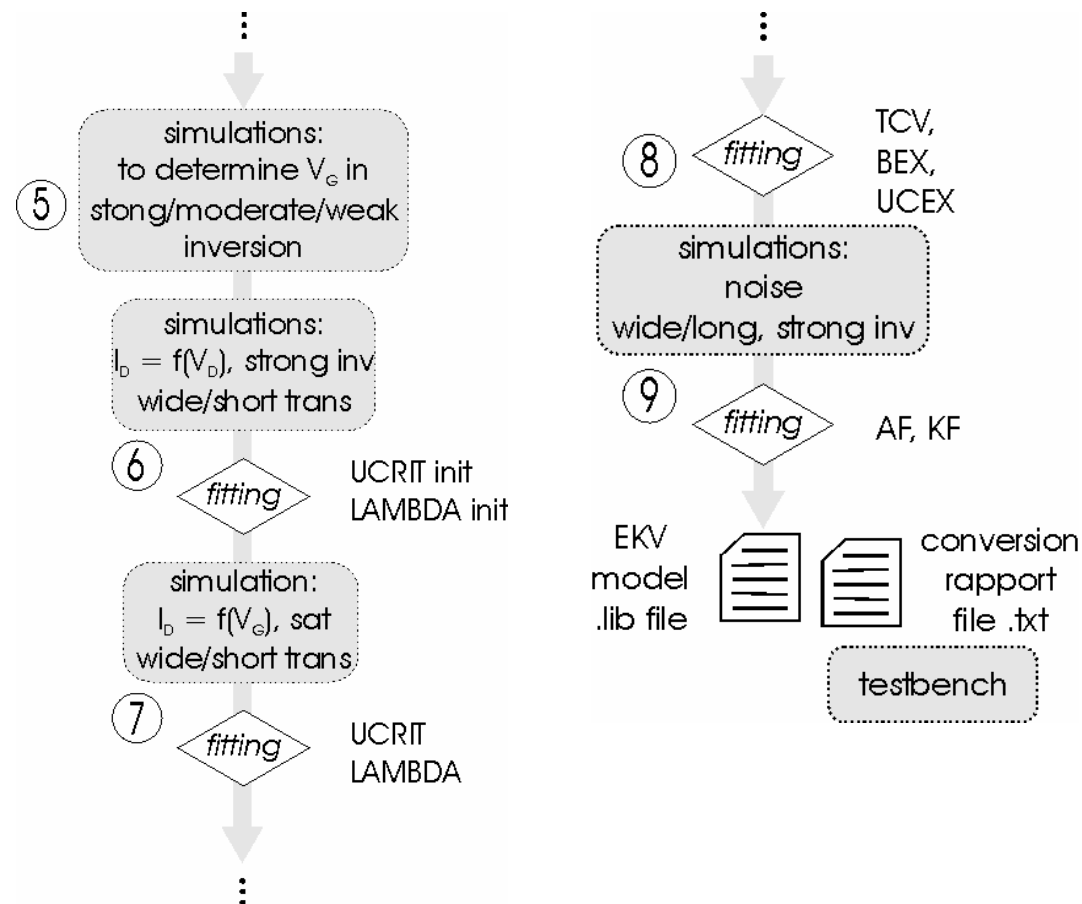 simulations:
to determine V_G in
5
stong/moderate/weak
inversion
simulations:
I_D = f(V_D), strong inv
wide/short trans
6
fitting
UCRIT init
LAMBDA init
simulation:
I_D = f(V_G), sat
wide/short trans
7
fitting
UCRIT
LAMBDA
8
fitting
TCV,
BEX,
UCEX
simulations:
noise
wide/long, strong inv
9
fitting
AF, KF
EKV
model
.lib file
conversion
rapport
file .txt
testbench